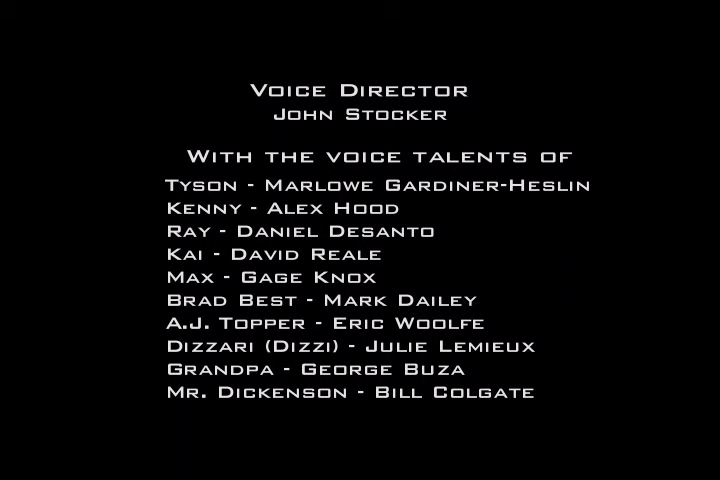 Voice Director
John Stocker
With the voice talents of
Tyson - Marlowe Gardiner-Heslin
Kenny - Alex Hood
Ray - Daniel Desanto
Kai - David Reale
Max - Gage Knox
Brad Best - Mark Dailey
A.J. Topper - Eric Woolfe
Dizzari (Dizzi) - Julie Lemieux
Grandpa - George Buza
Mr. Dickenson - Bill Colgate